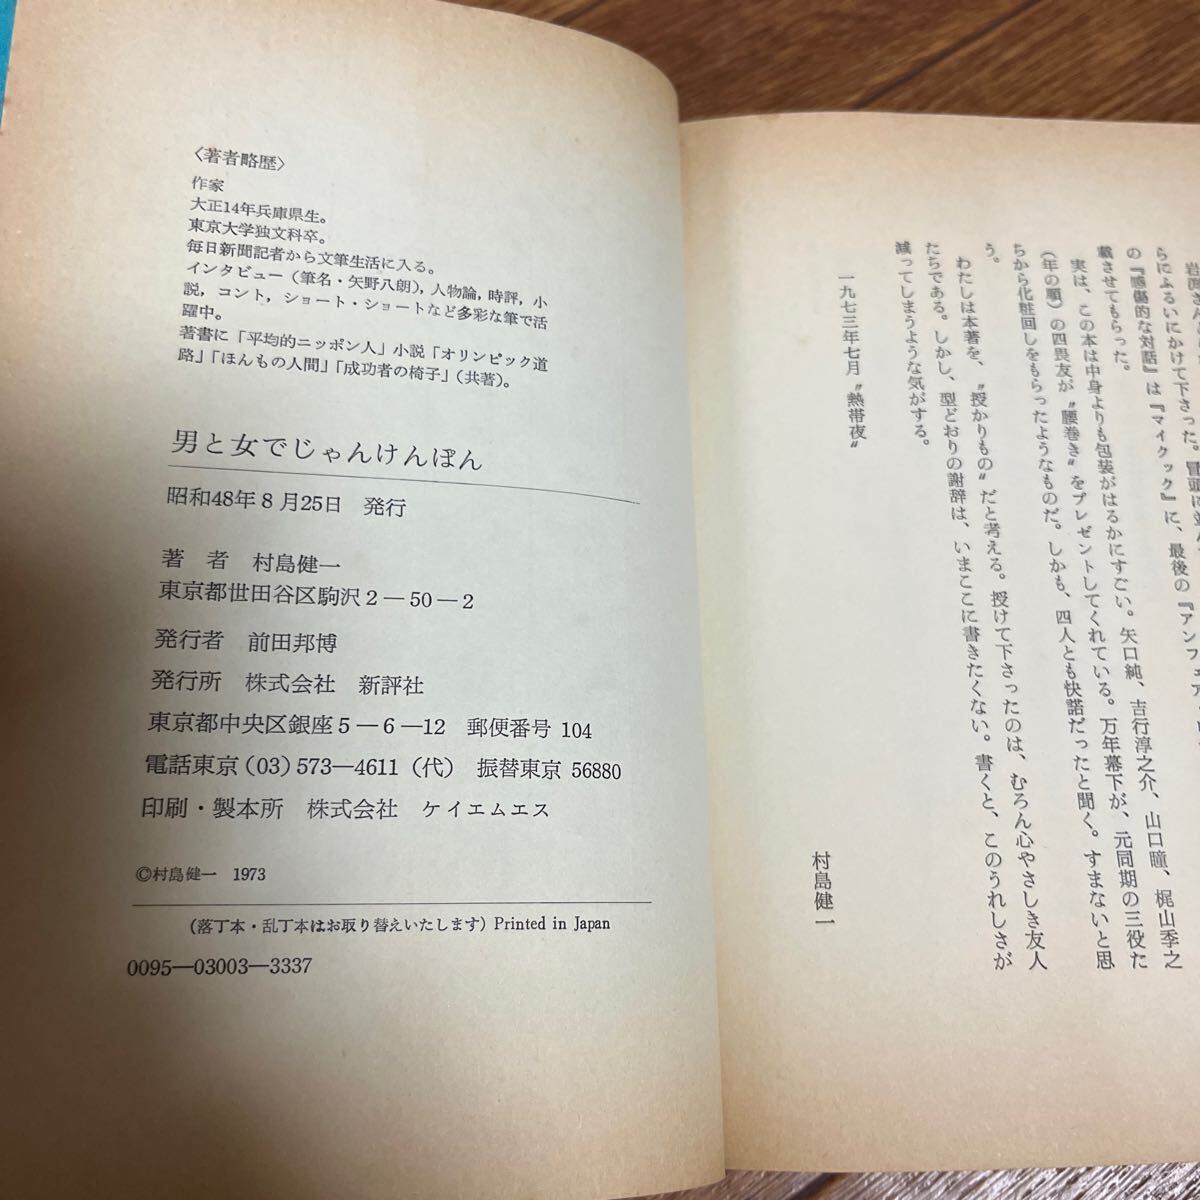 らにふるいにかけて下さった。冒頭に
の『感傷的な対話』は『マイクック』に、最後の『アンフェア
載させてもらった。
実は、この本は中身よりも包装がはるかにすごい。矢口純、吉行淳之介、山口瞳、梶山季之
(年の順)の四畏友が〝腰巻き〟をプレゼントしてくれている。万年幕下が、元同期の三役た
ちから化粧回しをもらったようなものだ。しかも、四人とも快諾だったと聞く。すまないと思
う。
わたしは本著を、〝授かりもの〟だと考える。授けて下さったのは、むろん心やさしき友人
たちである。しかし、型どおりの謝辞は、いまここに書きたくない。書くと、このうれしさが
減ってしまうような気がする。
一九七三年七月〝熱帯夜〟
村島健一
〈著者略歴〉
作家
大正14年兵庫県生。
東京大学独文科卒。
毎日新聞記者から文筆生活に入る。
インタビュー(筆名・矢野八朗),人物論,時評,小
説,コント,ショート・ショートなど多彩な筆で活
躍中。
著書に「平均的ニッポン人」小説「オリンピック道
路」「ほんもの人間」「成功者の椅子」(共著)。
男と女でじゃんけんぽん
昭和48年8月25日 発行
著 者 村島健一
東京都世田谷区駒沢2―50―2
発行者 前田邦博
発行所 株式会社 新評社
東京都中央区銀座5―6―12 郵便番号 104
電話東京(03)573―4611(代) 振替東京 56880
印刷・製本所 株式会社 ケイエムエス
©村島健一 1973
(落丁本・乱丁本はお取り替えいたします) Printed in Japan
0095―03003―3337